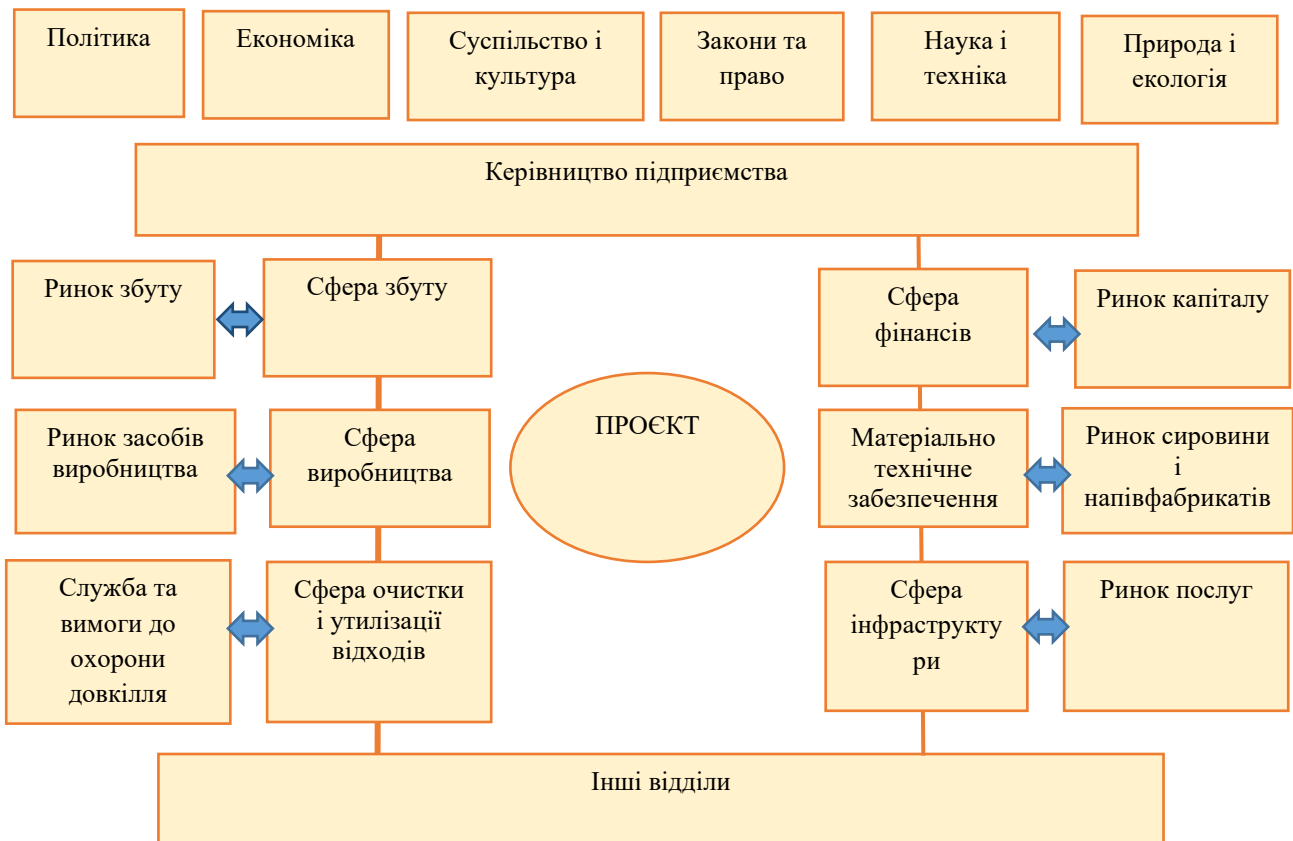 Політика
Економіка
Суспільство і
культура
Закони та
право
Наука і
техніка
Природа і
екологія
Керівництво підприємства
Ринок збуту
Сфера збуту
Сфера
фінансів
Ринок капіталу
Ринок засобів
виробництва
Сфера
виробництва
ПРОЄКТ
Матеріально
технічне
забезпечення
Ринок сировини
і
напівфабрикатів
Служба та
вимоги до
охорони
довкілля
Сфера очистки
і утилізації
відходів
Сфера
інфраструкту
ри
Ринок послуг
Інші відділи